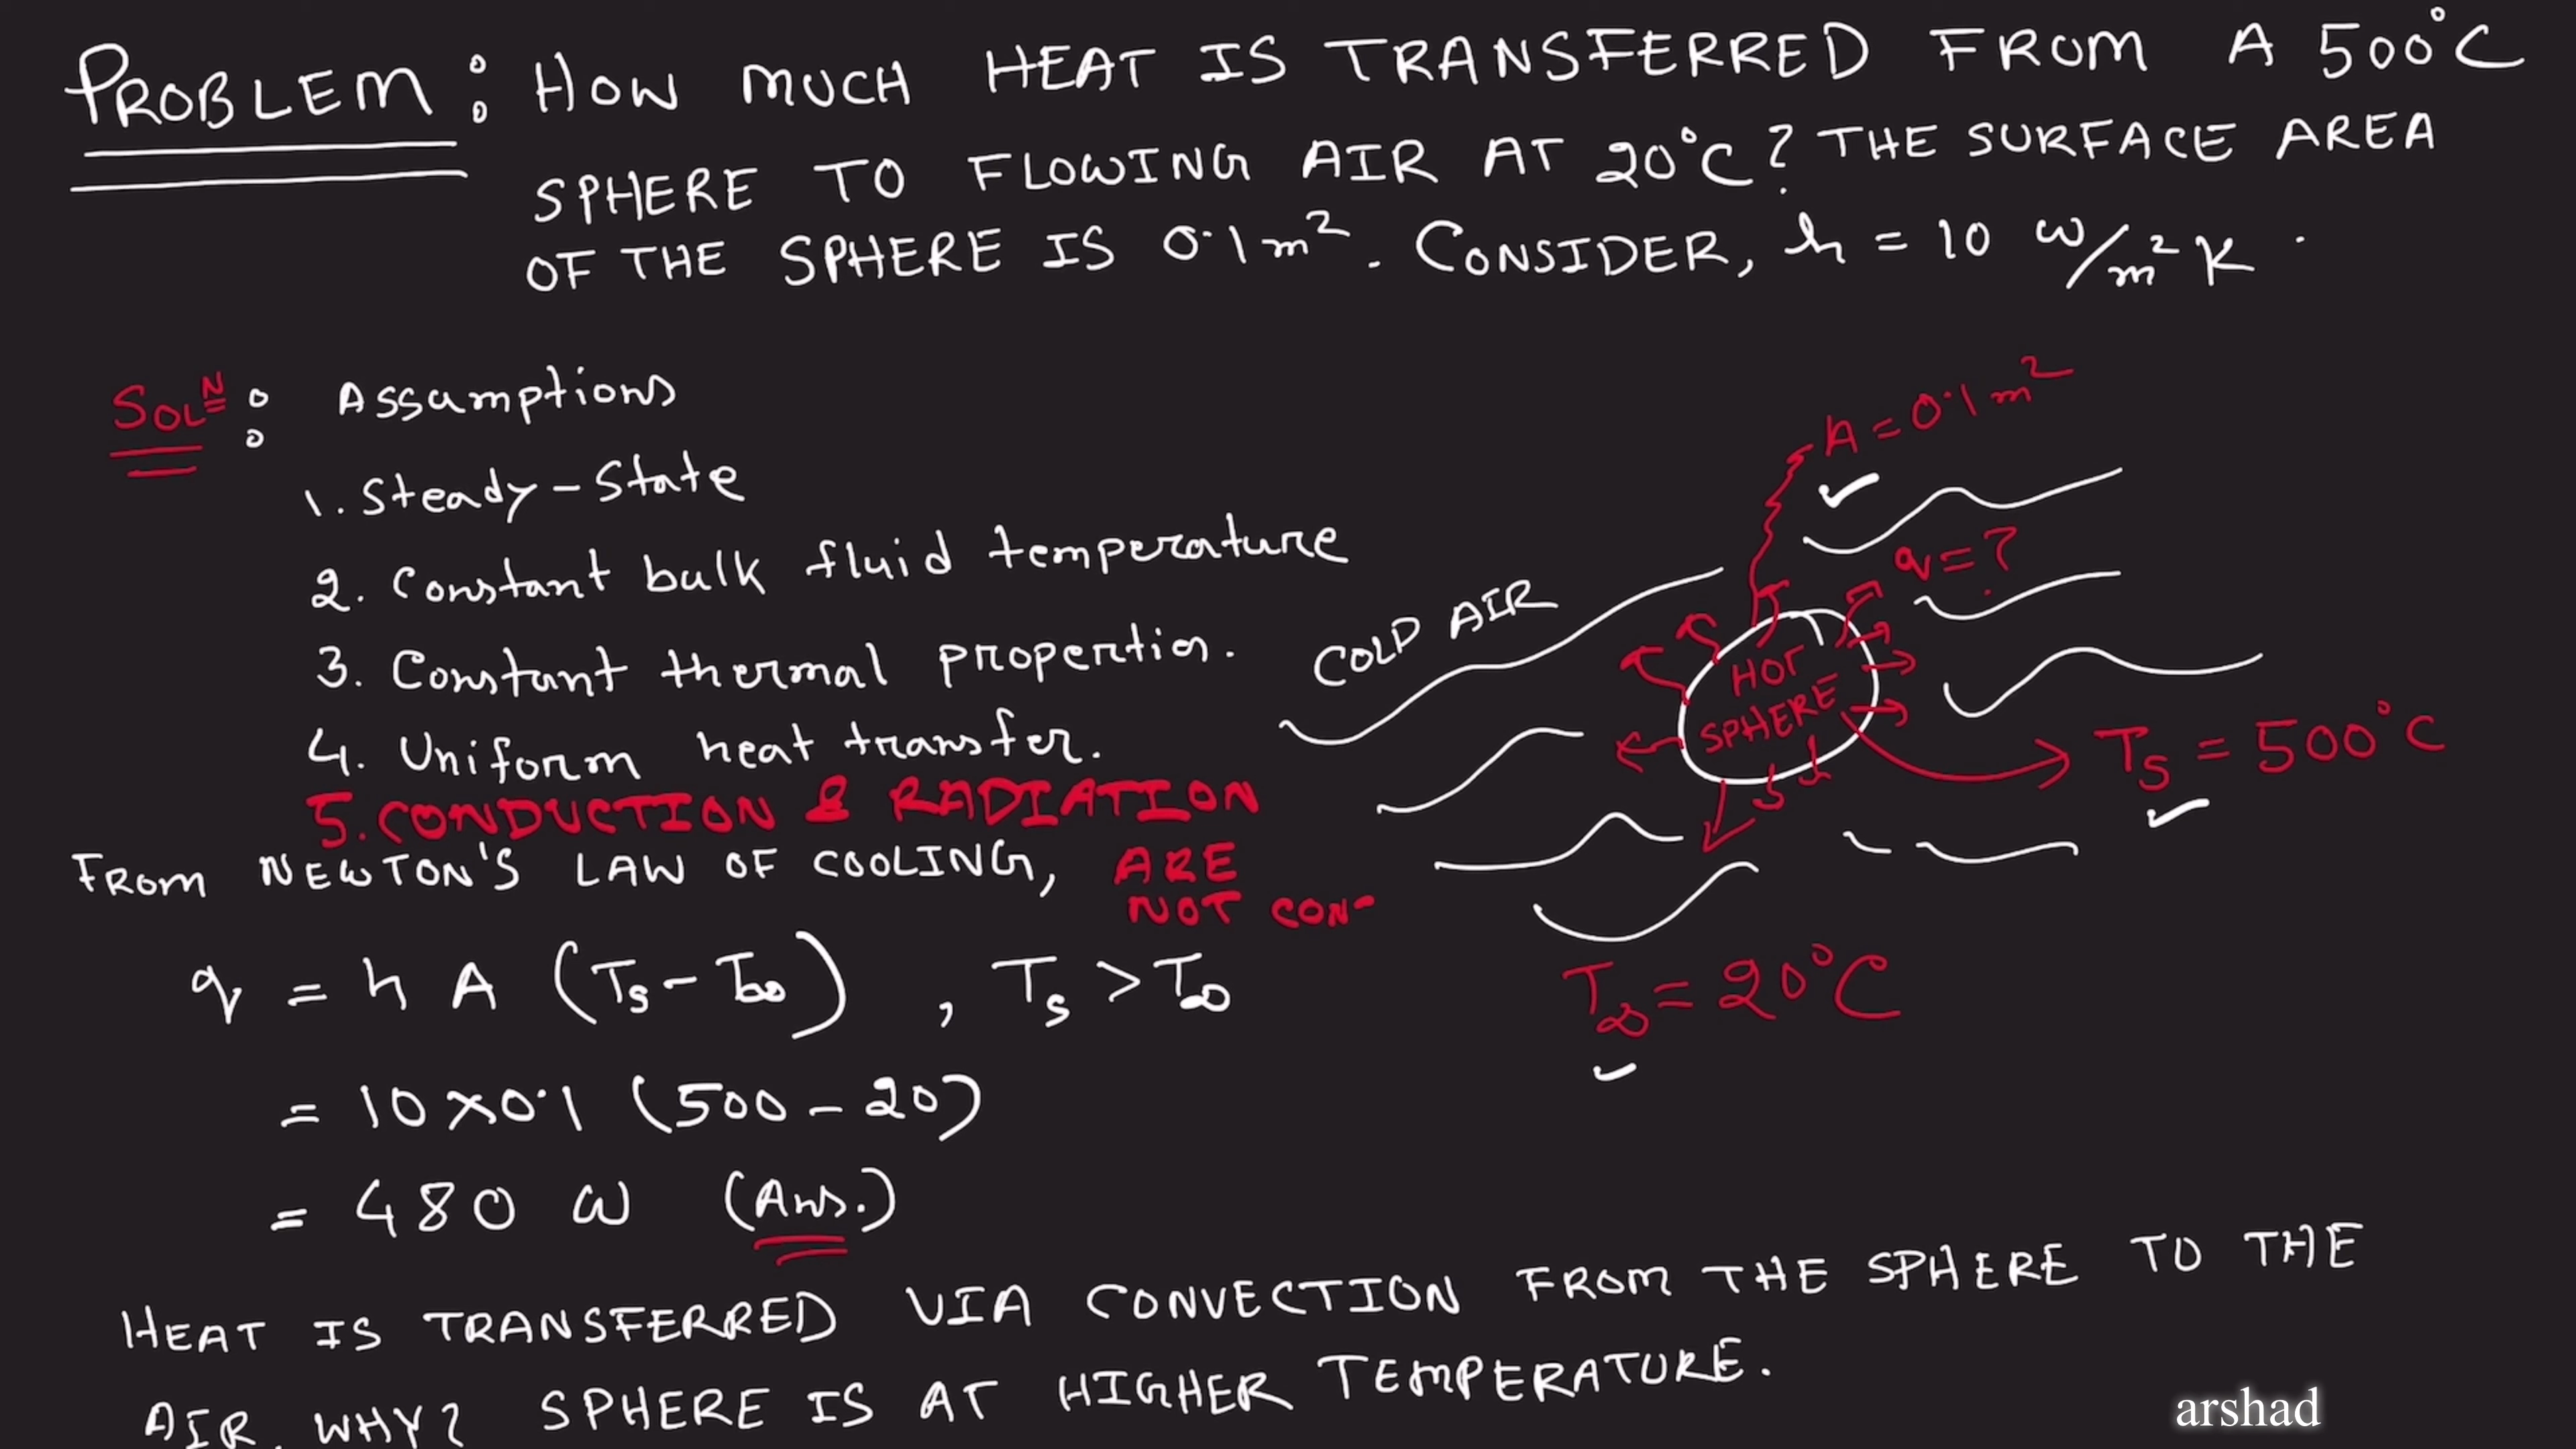 PROBLEM: HOW MUCH HEAT IS TRANSFERRED FROM A 500°C
SPHERE TO FLOWING AIR AT 20°C? THE SURFACE AREA
OF THE SPHERE IS 0.1m². CONSIDER, h = 10 W/m²K.
SOLN: Assumptions
1. Steady-State
2. Constant bulk fluid temperature
3. Constant thermal properties.
4. Uniform heat transfer.
5. CONDUCTION & RADIATION
ARE
NOT CON-
FROM NEWTON'S LAW OF COOLING,
q = h A (Ts - T∞), Ts > T∞
= 10×0.1 (500 - 20)
= 480 W (Ans.)
A = 0.1 m²
q = ?
COLD AIR
HOT
SPHERE
Ts = 500°C
T∞ = 20°C
HEAT IS TRANSFERRED VIA CONVECTION FROM THE SPHERE TO THE
AIR. WHY? SPHERE IS AT HIGHER TEMPERATURE.
arshad